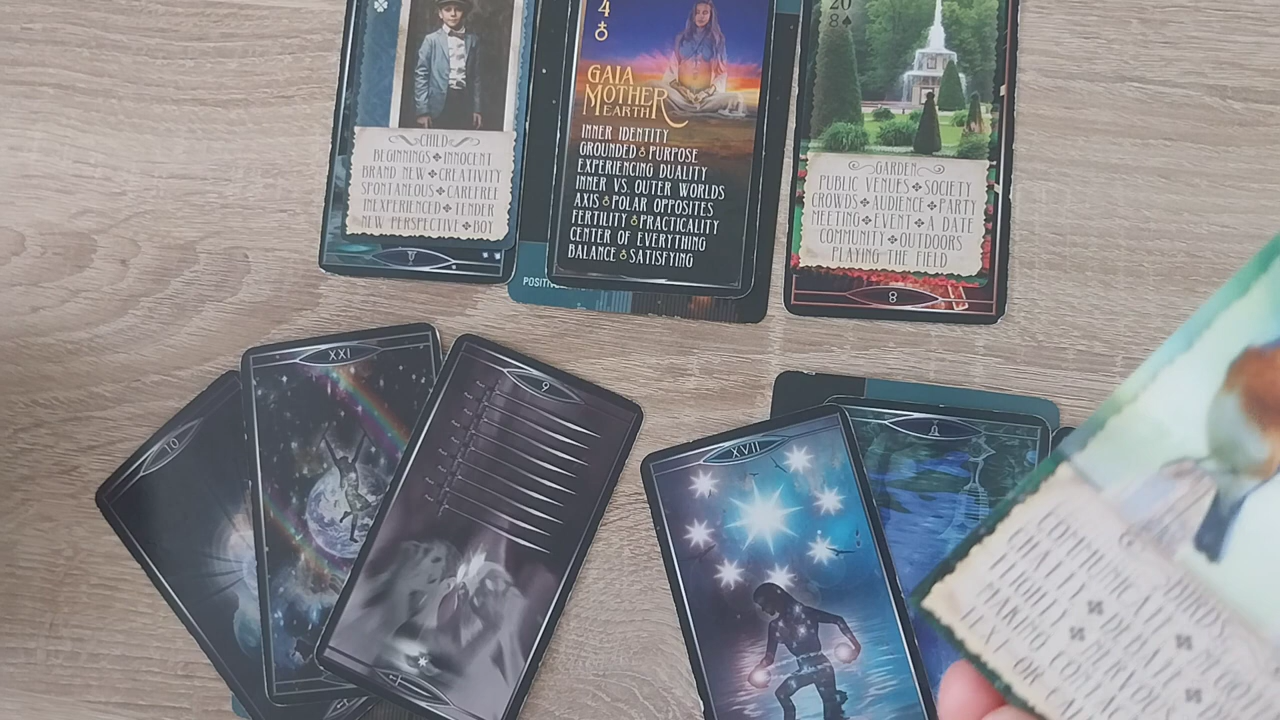 CHILD
BEGINNINGS ✤ INNOCENT
BRAND NEW ✤ CREATIVITY
SPONTANEOUS ✤ CAREFREE
INEXPERIENCED ✤ TENDER
NEW PERSPECTIVE ✤ BOY
4
GAIA
MOTHER
EARTH
INNER IDENTITY
GROUNDED ♁ PURPOSE
EXPERIENCING DUALITY
INNER VS. OUTER WORLDS
AXIS ♁ POLAR OPPOSITES
FERTILITY ♁ PRACTICALITY
CENTER OF EVERYTHING
BALANCE ♁ SATISFYING
20
8♠
GARDEN
PUBLIC VENUES ✤ SOCIETY
CROWDS ✤ AUDIENCE ✤ PARTY
MEETING ✤ EVENT ✤ A DATE
COMMUNITY ✤ OUTDOORS
PLAYING THE FIELD
8
10
XXI
9
XVII
BIRDS